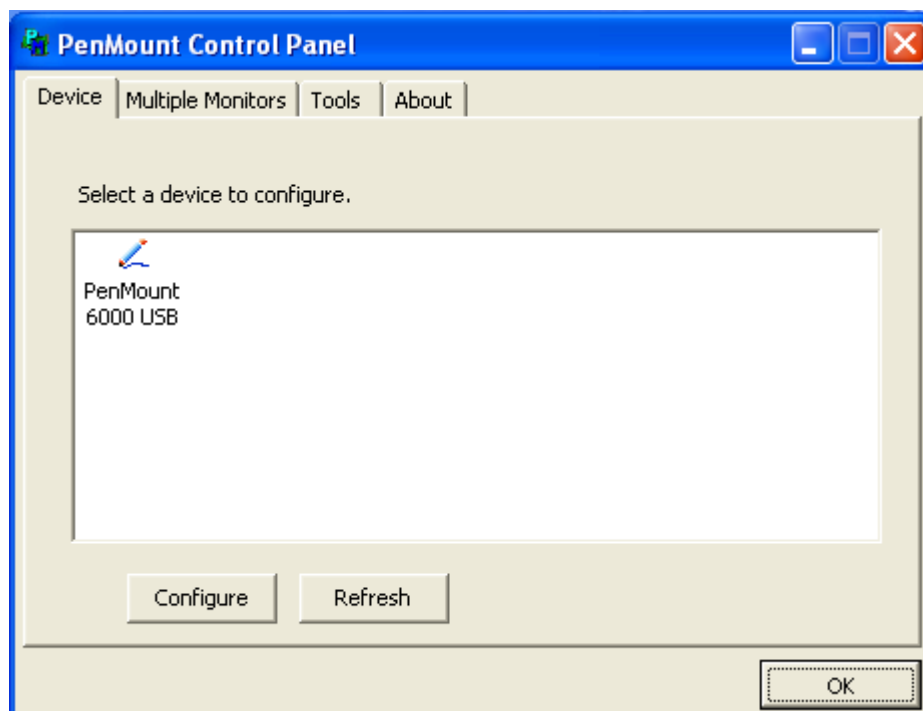 PenMount Control Panel
Device Multiple Monitors Tools About
Select a device to configure.
PenMount
6000 USB
Configure Refresh
OK